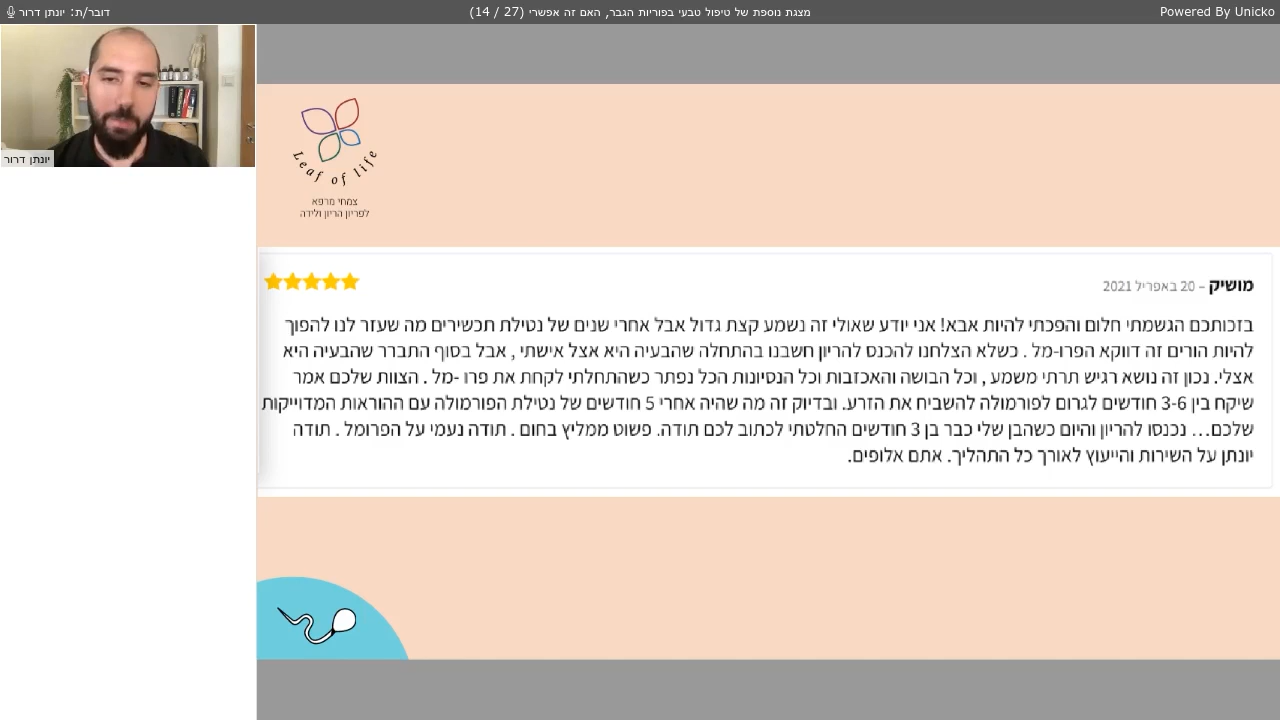 דובר/ת: יונתן דרור
מצגת נוספת של טיפול טבעי בפוריות הגבר, האם זה אפשרי (27 / 14)
Powered By Unicko
יונתן דרור
Leaf of life
צמחי מרפא
לפריון הריון ולידה
מושיק – 20 באפריל 2021
בזכותכם הגשמתי חלום והפכתי להיות אבא! אני יודע שאולי זה נשמע קצת גדול אבל אחרי שנים של נטילת תכשירים מה שעזר לנו להפוך
להיות הורים זה דווקא הפרו-מל . כשלא הצלחנו להכנס להריון חשבנו בהתחלה שהבעיה היא אצל אישתי , אבל בסוף התברר שהבעיה היא
אצלי. נכון זה נושא רגיש תרתי משמע , וכל הבושה והאכזבות וכל הנסיונות הכל נפתר כשהתחלתי לקחת את פרו -מל . הצוות שלכם אמר
שיקח בין 3-6 חודשים לגרום לפורמולה להשביח את הזרע. ובדיוק זה מה שהיה אחרי 5 חודשים של נטילת הפורמולה עם ההוראות המדוייקות
שלכם... נכנסו להריון והיום כשהבן שלי כבר בן 3 חודשים החלטתי לכתוב לכם תודה. פשוט ממליץ בחום . תודה נעמי על הפרומל . תודה
יונתן על השירות והייעוץ לאורך כל התהליך. אתם אלופים.